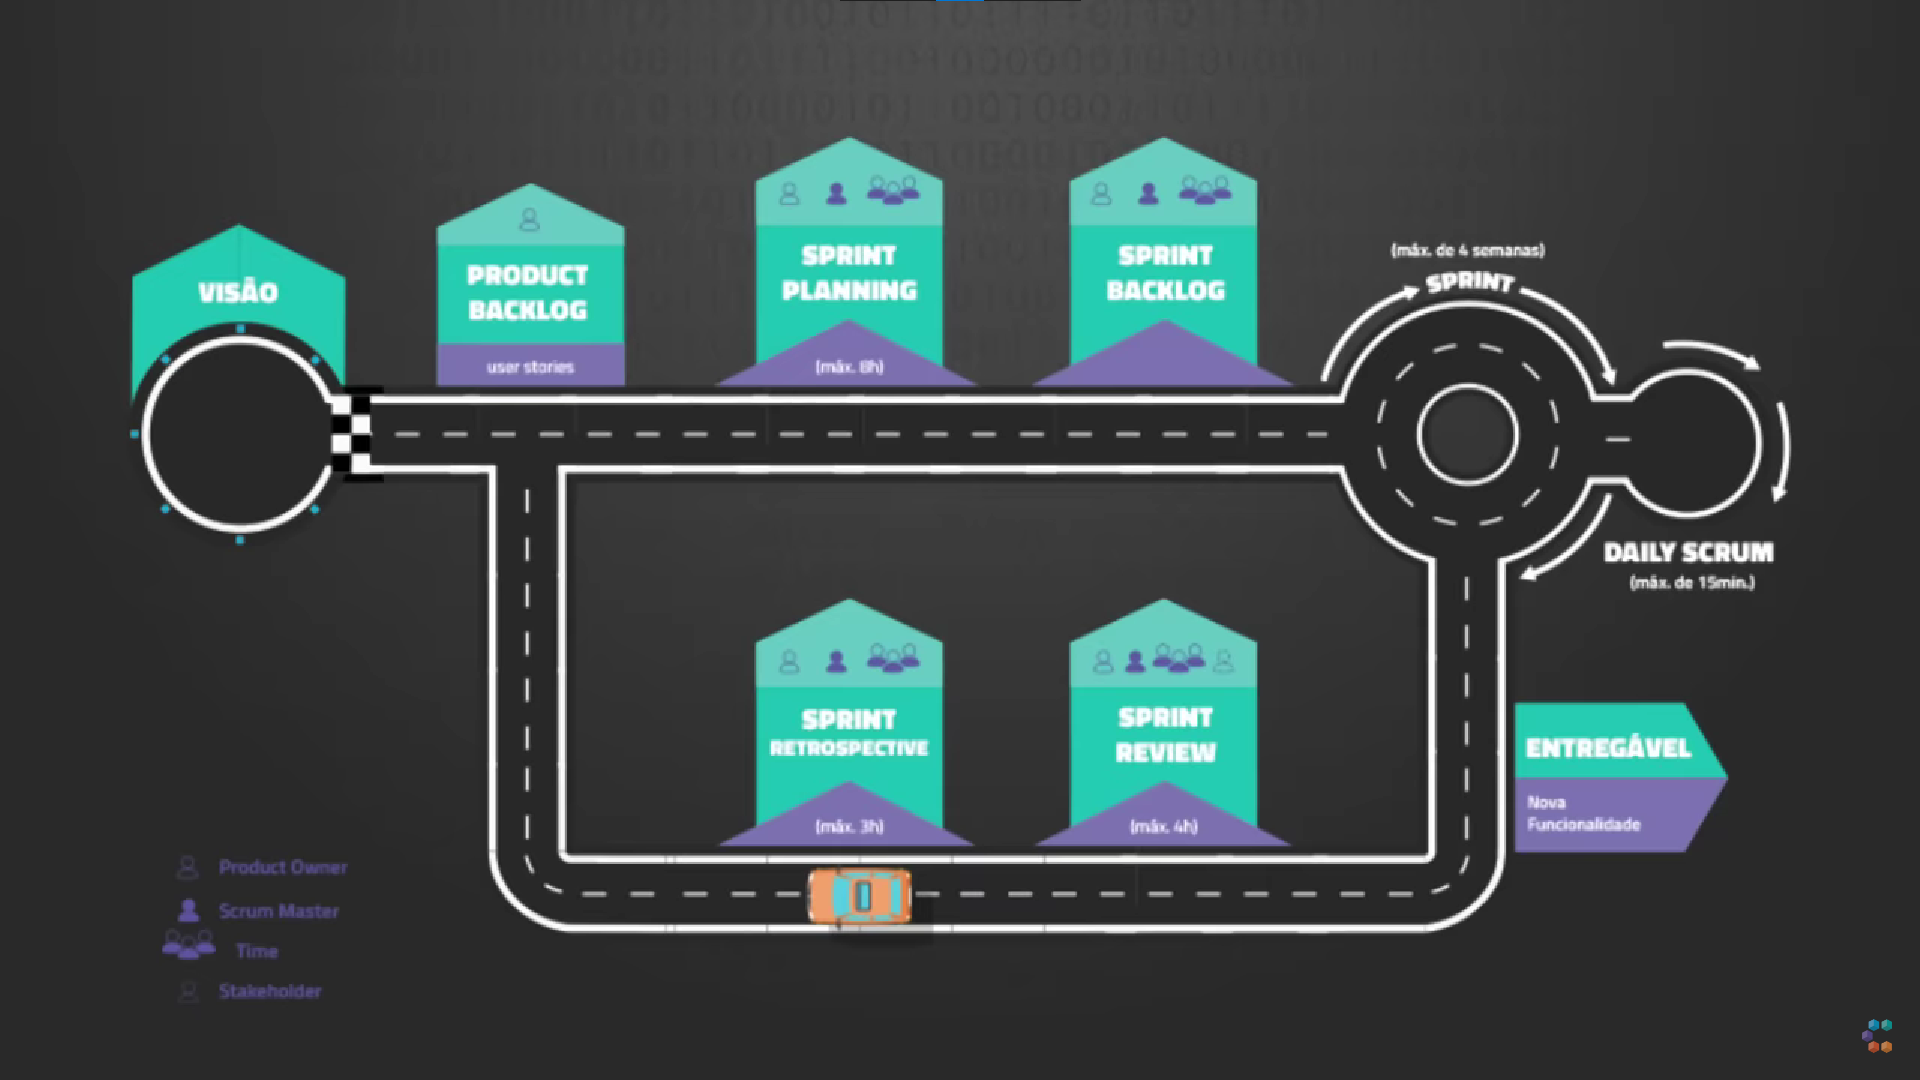 VISÃO
PRODUCT
BACKLOG
user stories
SPRINT
PLANNING
(máx. 8h)
SPRINT
BACKLOG
(máx. de 4 semanas)
SPRINT
DAILY SCRUM
(máx. de 15min.)
SPRINT
RETROSPECTIVE
(máx. 3h)
SPRINT
REVIEW
(máx. 4h)
ENTREGÁVEL
Nova
Funcionalidade
Product Owner
Scrum Master
Time
Stakeholder